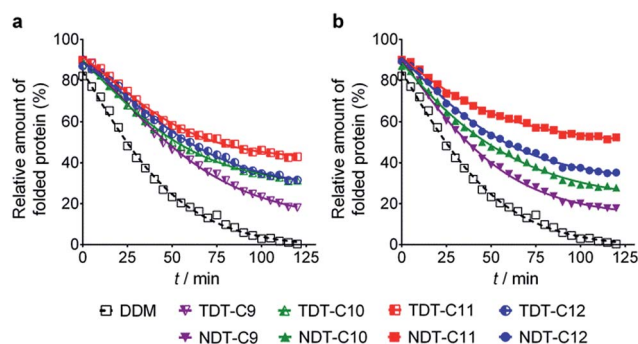 a
b
Relative amount of
folded protein (%)
100
80
60
40
20
0
0 25 50 75 100 125
t / min
Relative amount of
folded protein (%)
100
80
60
40
20
0
0 25 50 75 100 125
t / min
DDM TDT-C9 TDT-C10 TDT-C11 TDT-C12
NDT-C9 NDT-C10 NDT-C11 NDT-C12